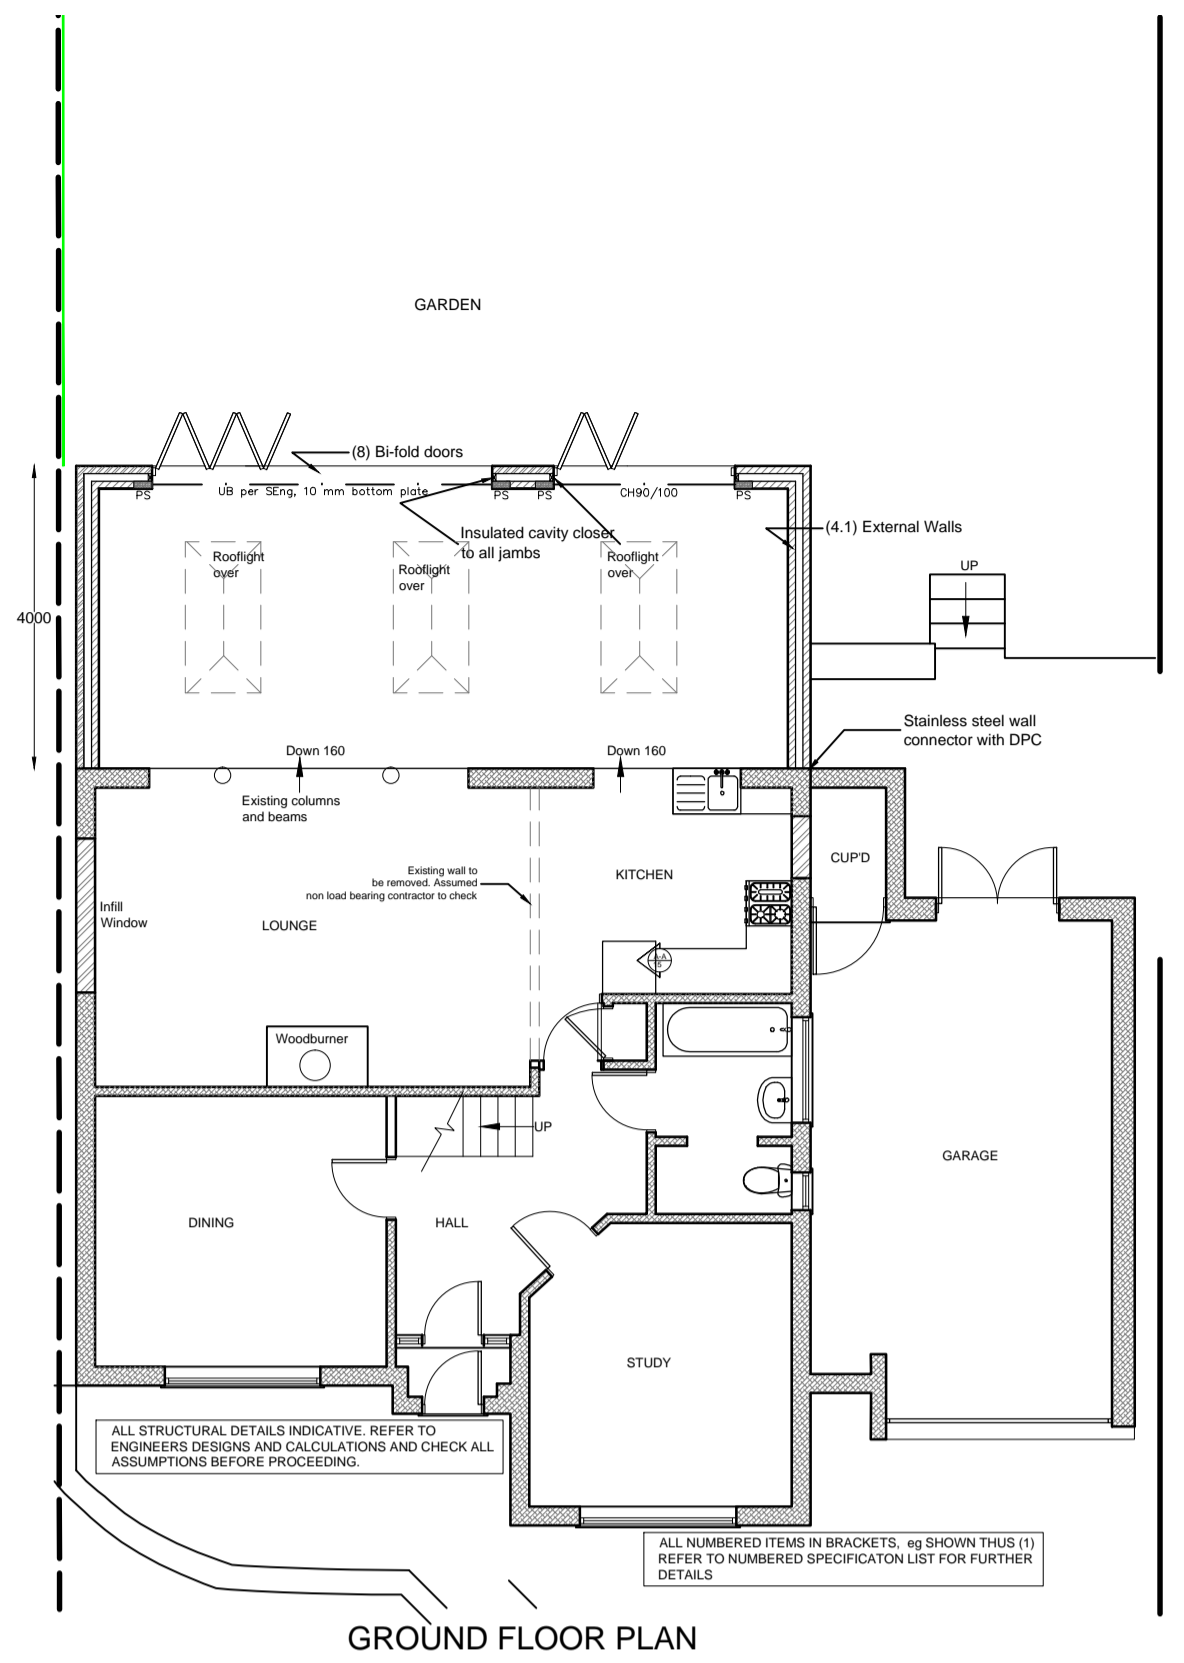 GARDEN
(8) Bi-fold doors
UB per SEng, 10 mm bottom plate
CH90/100
PS
PS
PS
PS
Insulated cavity closer
to all jambs
(4.1) External Walls
Rooflight
over
Rooflight
over
Rooflight
over
UP
4000
Stainless steel wall
connector with DPC
Down 160
Down 160
Existing columns
and beams
Existing wall to
be removed. Assumed
non load bearing contractor to check
KITCHEN
CUP'D
Infill
Window
LOUNGE
A-A
Woodburner
UP
GARAGE
DINING
HALL
STUDY
ALL STRUCTURAL DETAILS INDICATIVE. REFER TO
ENGINEERS DESIGNS AND CALCULATIONS AND CHECK ALL
ASSUMPTIONS BEFORE PROCEEDING.
ALL NUMBERED ITEMS IN BRACKETS, eg SHOWN THUS (1)
REFER TO NUMBERED SPECIFICATON LIST FOR FURTHER
DETAILS
GROUND FLOOR PLAN